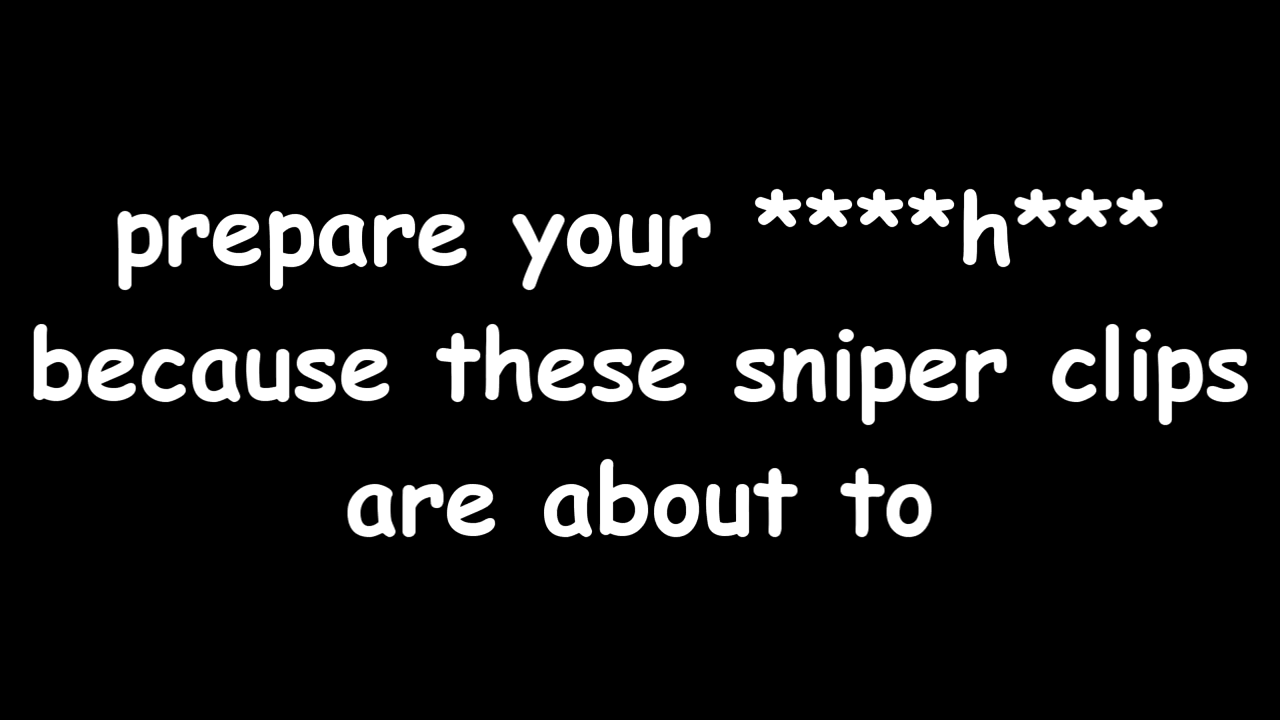 prepare your ****h***
because these sniper clips
are about to